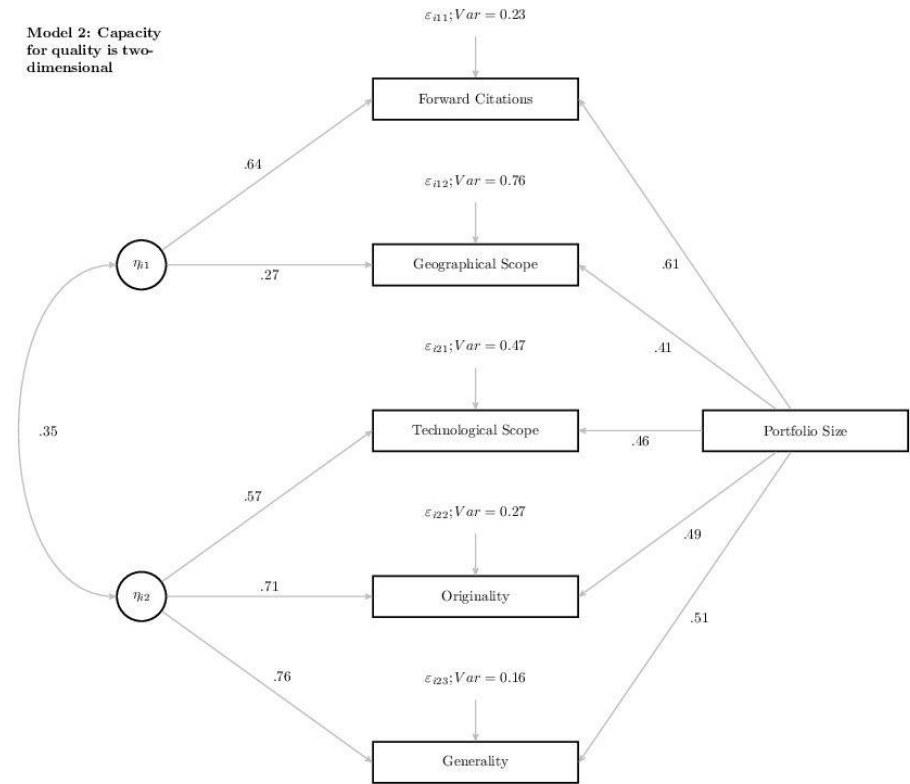 Model 2: Capacity
for quality is two-
dimensional
ε_{i11}; Var = 0.23
Forward Citations
.64
ε_{i12}; Var = 0.76
η_{i1}
Geographical Scope
.27
.61
.41
ε_{i21}; Var = 0.47
.35
Technological Scope
Portfolio Size
.46
.57
ε_{i22}; Var = 0.27
.49
η_{i2}
.71
Originality
.51
.76
ε_{i23}; Var = 0.16
Generality